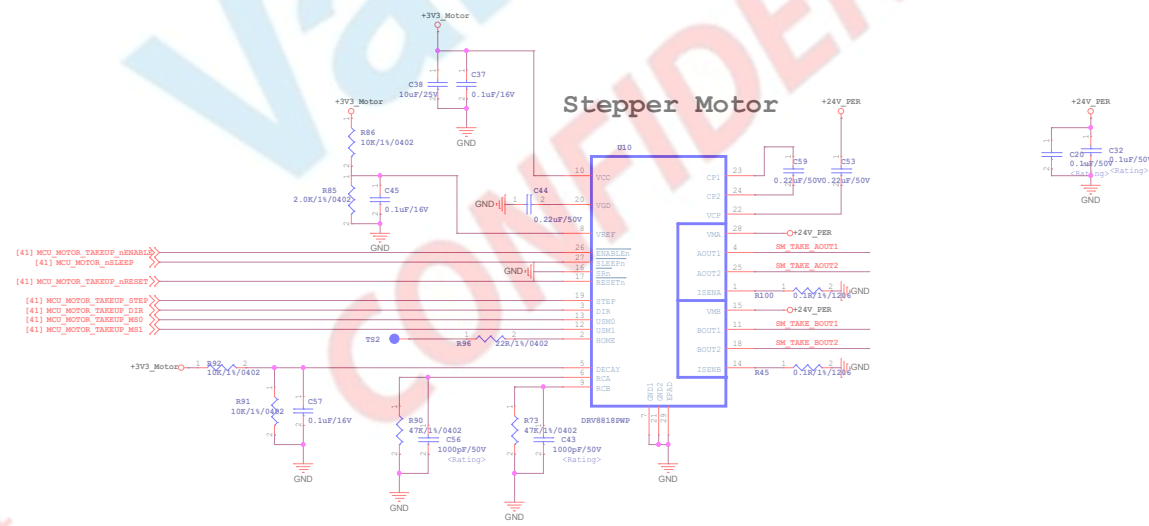 +3V3_Motor
C38
10uF/25V
C37
0.1uF/16V
GND
Stepper Motor
+3V3_Motor
R86
10K/1%/0402
R85
2.0K/1%/0402
C45
0.1uF/16V
GND
C44
0.22uF/50V
GND
[41] MCU_MOTOR_TAKEUP_nENABLE
[41] MCU_MOTOR_nSLEEP
[41] MCU_MOTOR_TAKEUP_nRESET
[41] MCU_MOTOR_TAKEUP_STEP
[41] MCU_MOTOR_TAKEUP_DIR
[41] MCU_MOTOR_TAKEUP_MS0
[41] MCU_MOTOR_TAKEUP_MS1
GND
TS2
R96
22R/1%/0402
+3V3_Motor
R92
10K/1%/0402
R91
10K/1%/0402
C57
0.1uF/16V
GND
R90
47K/1%/0402
C56
1000pF/50V
<Rating>
GND
R73
47K/1%/0402
C43
1000pF/50V
<Rating>
GND
U10
10 VCC
20 VGD
8 VREF
26 ENABLEn
27 SLEEPn
16 SRn
17 RESETn
19 STEP
3 DIR
13 USM0
12 USM1
2 HOME
5 DECAY
6 RCA
9 RCB
CP1 23
CP2 24
VCP 22
VMA 28
AOUT1 4
AOUT2 25
ISENA 1
VMB 15
BOUT1 11
BOUT2 18
ISENB 14
GND1 7
GND2 21
EPAD 29
DRV8818PWP
GND
+24V_PER
C59
0.22uF/50V
C53
0.22uF/50V
+24V_PER
SM_TAKE_AOUT1
SM_TAKE_AOUT2
R100
0.1R/1%/1206
GND
+24V_PER
SM_TAKE_BOUT1
SM_TAKE_BOUT2
R45
0.1R/1%/1206
GND
+24V_PER
C20
0.1uF/50V
<Rating>
C32
0.1uF/50V
<Rating>
GND
CONFIDE